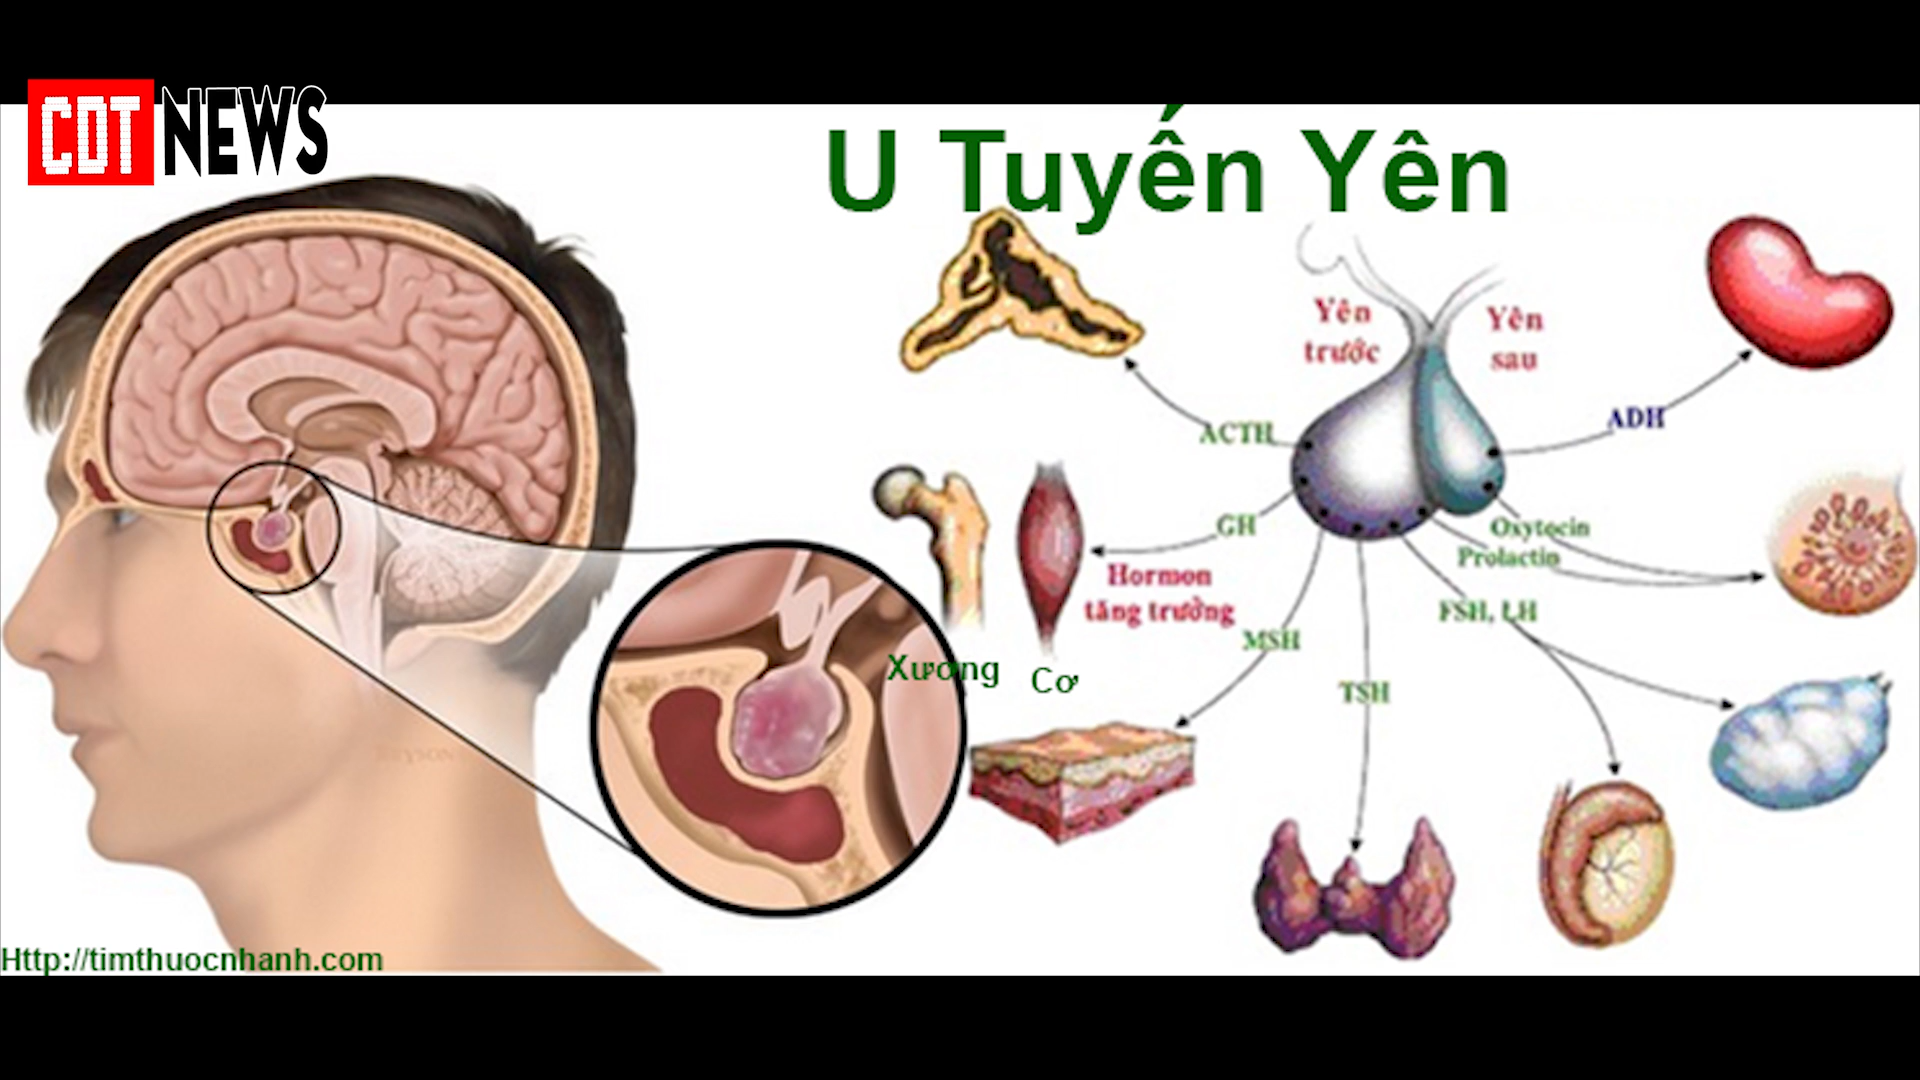 CDT NEWS
U Tuyến Yên
Yên
trước
Yên
sau
ACTH
ADH
GH
Oxytocin
Prolactin
Hormon
tăng trưởng
FSH, LH
MSH
Xương
Cơ
TSH
Http://timthuocnhanh.com